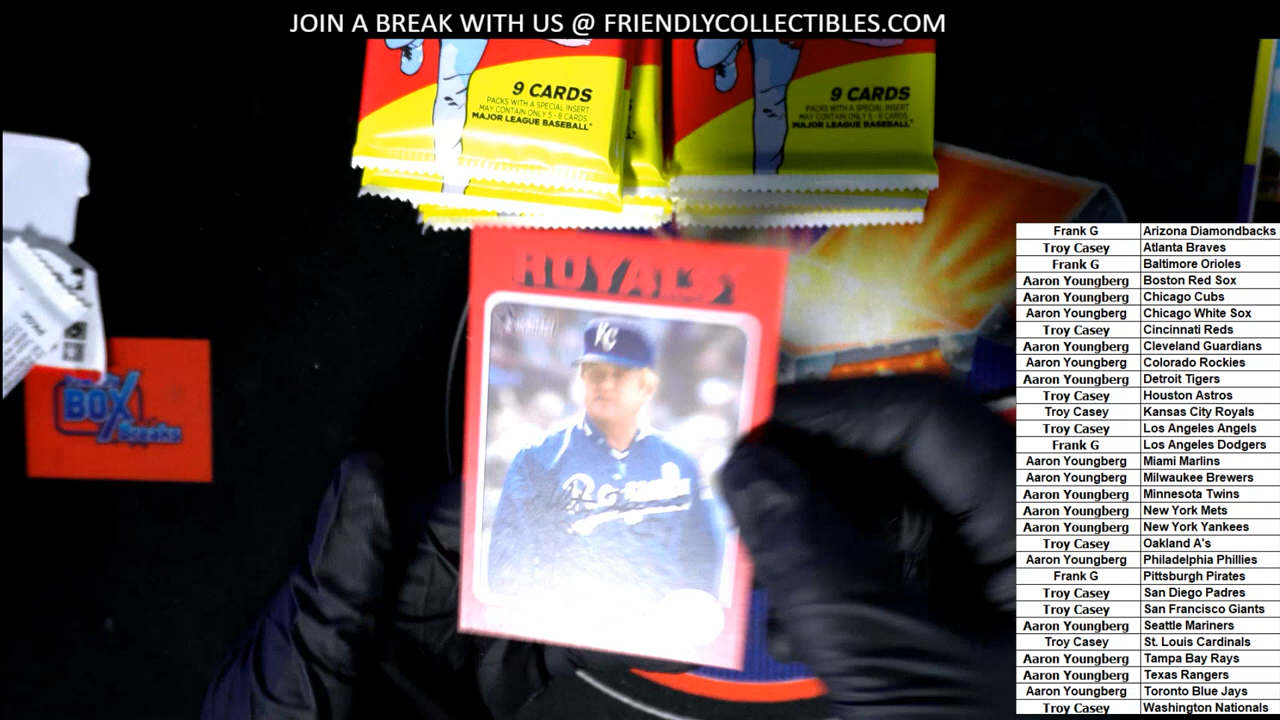 JOIN A BREAK WITH US @ FRIENDLYCOLLECTIBLES.COM
9 CARDS
PACKS WITH A SPECIAL INSERT
MAY CONTAIN ONLY 5 - 8 CARDS.
MAJOR LEAGUE BASEBALL
9 CARDS
PACKS WITH A SPECIAL INSERT
MAY CONTAIN ONLY 5 - 8 CARDS.
MAJOR LEAGUE BASEBALL
ROYALS
KC
Royals
BOX
Breaks
Frank G Arizona Diamondbacks
Troy Casey Atlanta Braves
Frank G Baltimore Orioles
Aaron Youngberg Boston Red Sox
Aaron Youngberg Chicago Cubs
Aaron Youngberg Chicago White Sox
Troy Casey Cincinnati Reds
Aaron Youngberg Cleveland Guardians
Aaron Youngberg Colorado Rockies
Aaron Youngberg Detroit Tigers
Troy Casey Houston Astros
Troy Casey Kansas City Royals
Troy Casey Los Angeles Angels
Frank G Los Angeles Dodgers
Aaron Youngberg Miami Marlins
Aaron Youngberg Milwaukee Brewers
Aaron Youngberg Minnesota Twins
Aaron Youngberg New York Mets
Aaron Youngberg New York Yankees
Troy Casey Oakland A's
Aaron Youngberg Philadelphia Phillies
Frank G Pittsburgh Pirates
Troy Casey San Diego Padres
Troy Casey San Francisco Giants
Aaron Youngberg Seattle Mariners
Troy Casey St. Louis Cardinals
Aaron Youngberg Tampa Bay Rays
Aaron Youngberg Texas Rangers
Aaron Youngberg Toronto Blue Jays
Troy Casey Washington Nationals